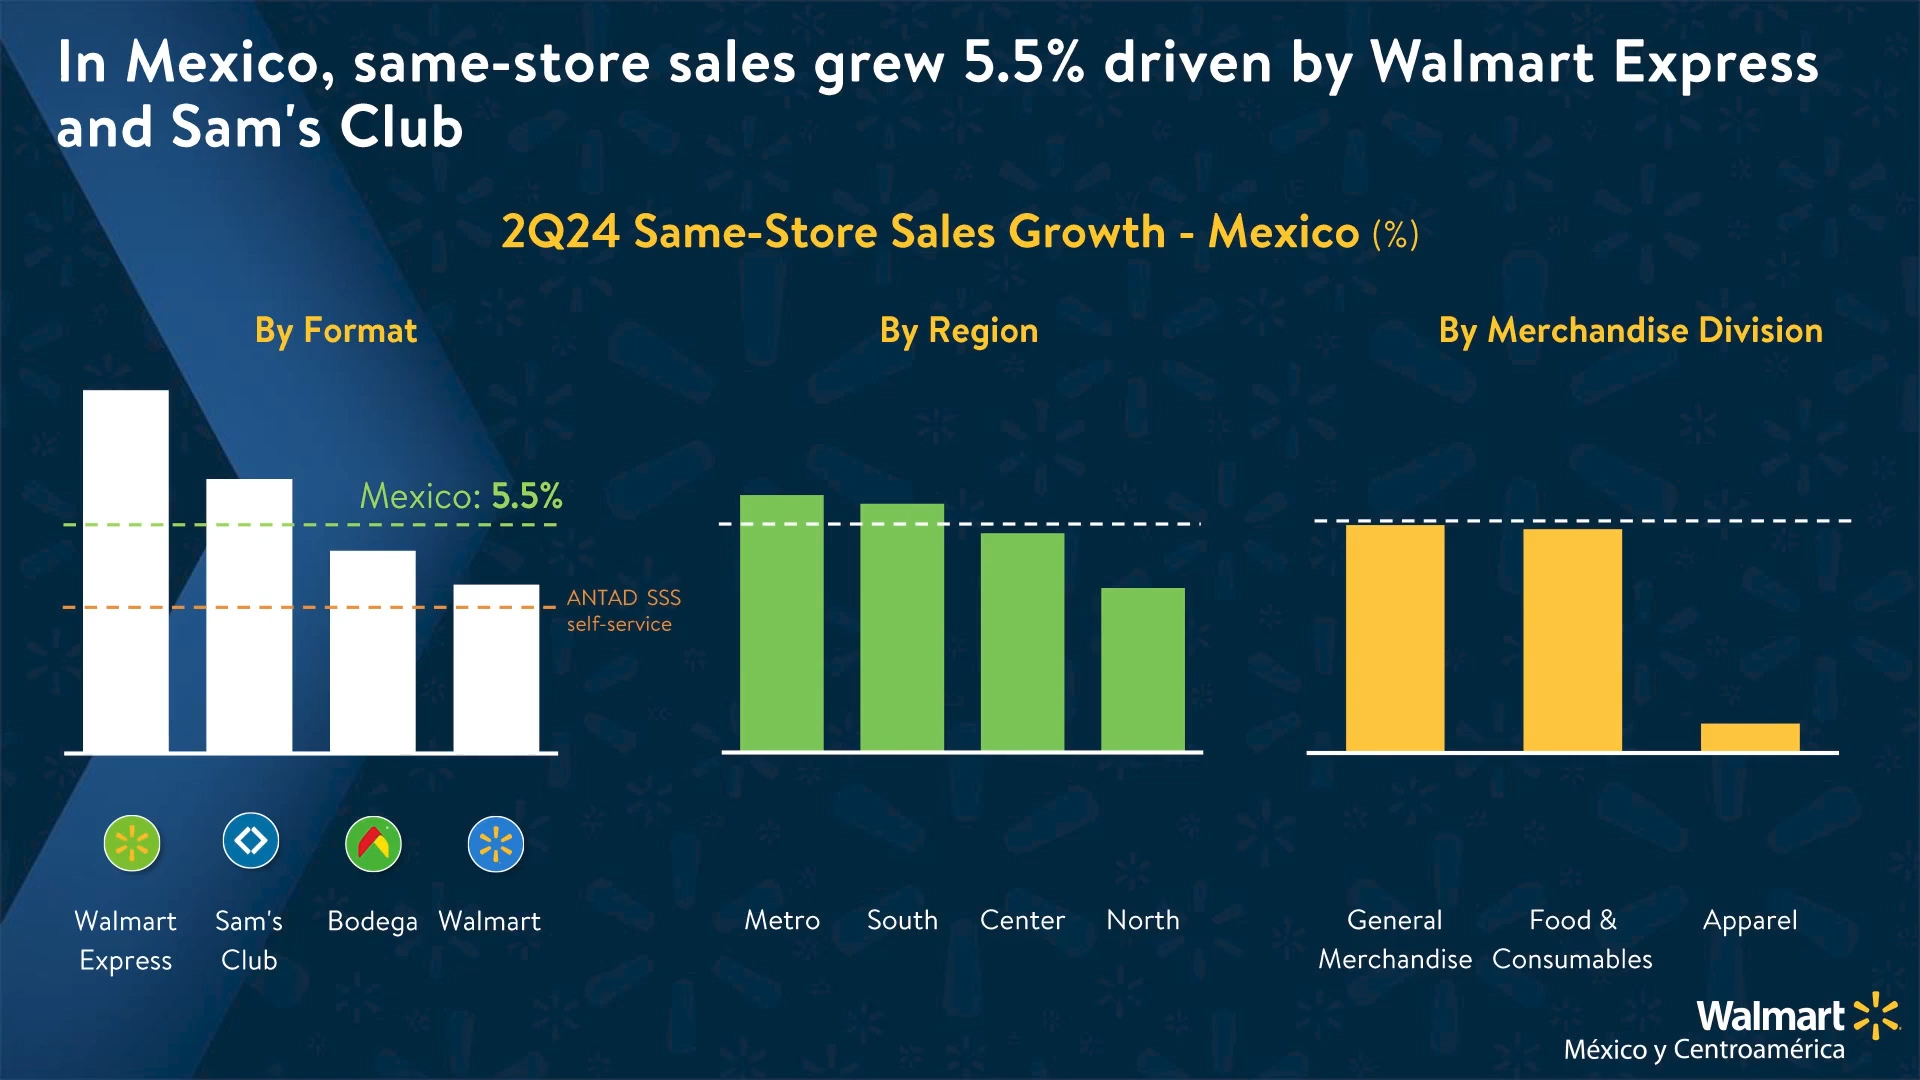 In Mexico, same-store sales grew 5.5% driven by Walmart Express
and Sam's Club
2Q24 Same-Store Sales Growth - Mexico (%)
By Format
By Region
By Merchandise Division
Mexico: 5.5%
ANTAD SSS
self-service
Walmart
Express
Sam's
Club
Bodega
Walmart
Metro
South
Center
North
General
Merchandise
Food &
Consumables
Apparel
Walmart
México y Centroamérica